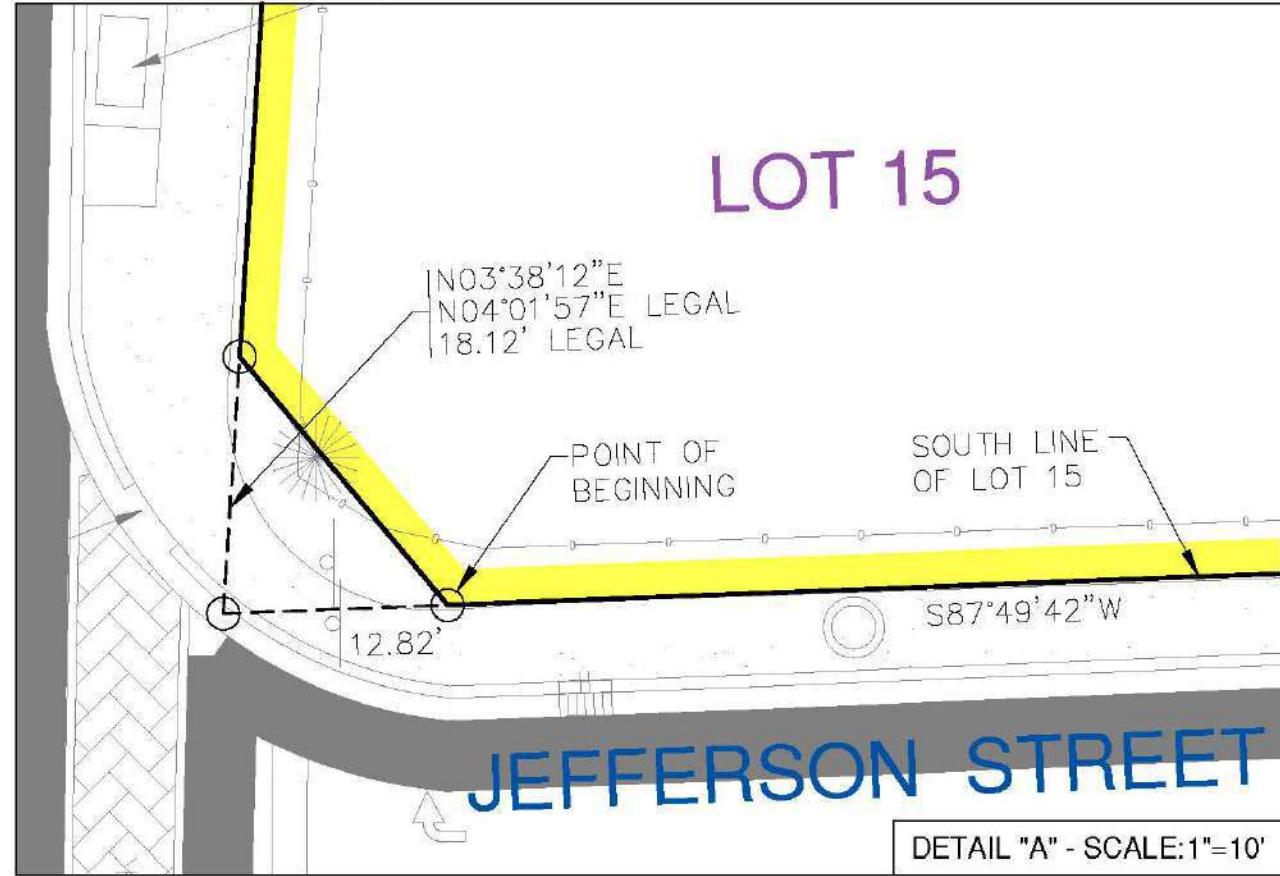 LOT 15
N03°38'12"E
N04°01'57"E LEGAL
18.12' LEGAL
POINT OF
BEGINNING
SOUTH LINE
OF LOT 15
S87°49'42"W
12.82'
JEFFERSON STREET
DETAIL "A" - SCALE:1"=10'